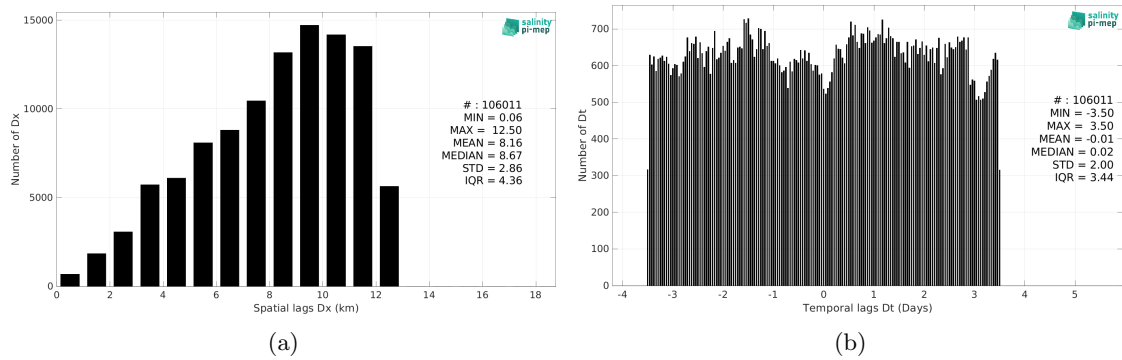 15000
10000
5000
0
0
2
4
6
8
10
12
14
16
18
Number of Dx
Spatial lags Dx (km)
salinity
pi-mep
# : 106011
MIN = 0.06
MAX = 12.50
MEAN = 8.16
MEDIAN = 8.67
STD = 2.86
IQR = 4.36
(a)
700
600
500
400
300
200
100
0
-4
-3
-2
-1
0
1
2
3
4
5
Number of Dt
Temporal lags Dt (Days)
salinity
pi-mep
# : 106011
MIN = -3.50
MAX = 3.50
MEAN = -0.01
MEDIAN = 0.02
STD = 2.00
IQR = 3.44
(b)